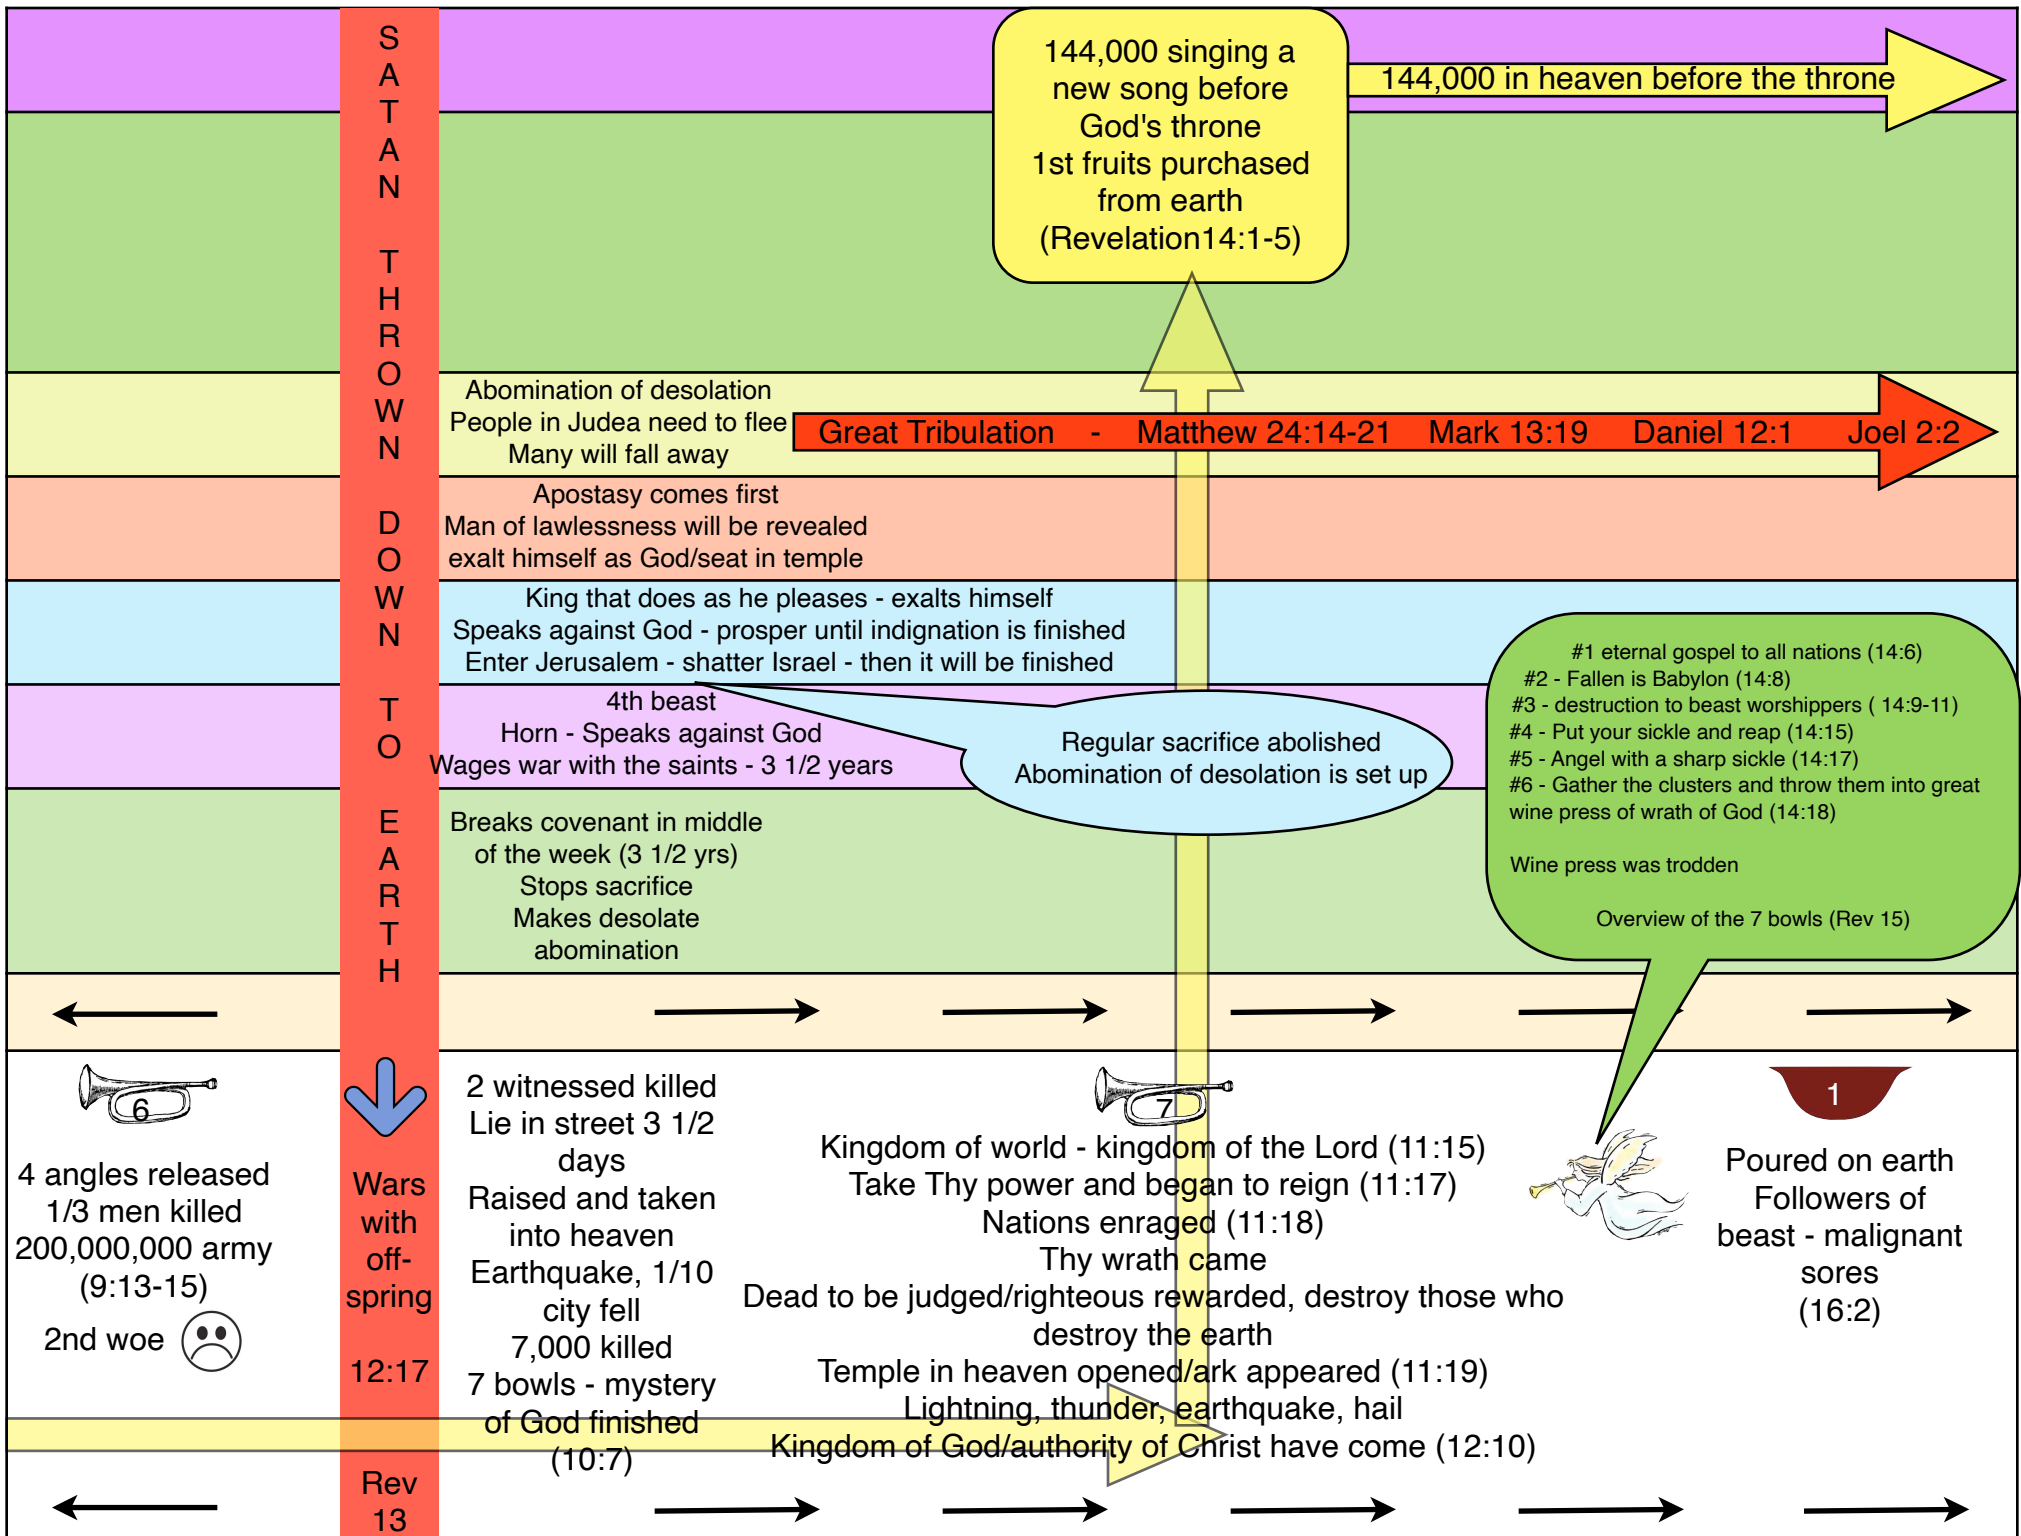 S
A
T
A
N
T
H
R
O
W
N
D
O
W
N
T
O
E
A
R
T
H
Wars
with
off-
spring
12:17
Rev
13
144,000 singing a
new song before
God's throne
1st fruits purchased
from earth
(Revelation14:1-5)
144,000 in heaven before the throne
Abomination of desolation
People in Judea need to flee
Many will fall away
Great Tribulation - Matthew 24:14-21 Mark 13:19 Daniel 12:1 Joel 2:2
Apostasy comes first
Man of lawlessness will be revealed
exalt himself as God/seat in temple
King that does as he pleases - exalts himself
Speaks against God - prosper until indignation is finished
Enter Jerusalem - shatter Israel - then it will be finished
4th beast
Horn - Speaks against God
Wages war with the saints - 3 1/2 years
Regular sacrifice abolished
Abomination of desolation is set up
#1 eternal gospel to all nations (14:6)
#2 - Fallen is Babylon (14:8)
#3 - destruction to beast worshippers ( 14:9-11)
#4 - Put your sickle and reap (14:15)
#5 - Angel with a sharp sickle (14:17)
#6 - Gather the clusters and throw them into great
wine press of wrath of God (14:18)
Wine press was trodden
Overview of the 7 bowls (Rev 15)
Breaks covenant in middle
of the week (3 1/2 yrs)
Stops sacrifice
Makes desolate
abomination
6
4 angles released
1/3 men killed
200,000,000 army
(9:13-15)
2nd woe
2 witnessed killed
Lie in street 3 1/2
days
Raised and taken
into heaven
Earthquake, 1/10
city fell
7,000 killed
7 bowls - mystery
of God finished
(10:7)
7
Kingdom of world - kingdom of the Lord (11:15)
Take Thy power and began to reign (11:17)
Nations enraged (11:18)
Thy wrath came
Dead to be judged/righteous rewarded, destroy those who
destroy the earth
Temple in heaven opened/ark appeared (11:19)
Lightning, thunder, earthquake, hail
Kingdom of God/authority of Christ have come (12:10)
1
Poured on earth
Followers of
beast - malignant
sores
(16:2)